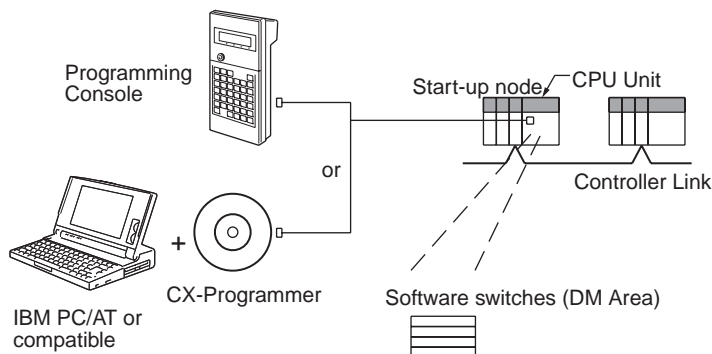 Programming
Console
Start-up node
CPU Unit
or
Controller Link
+
CX-Programmer
IBM PC/AT or
compatible
Software switches (DM Area)